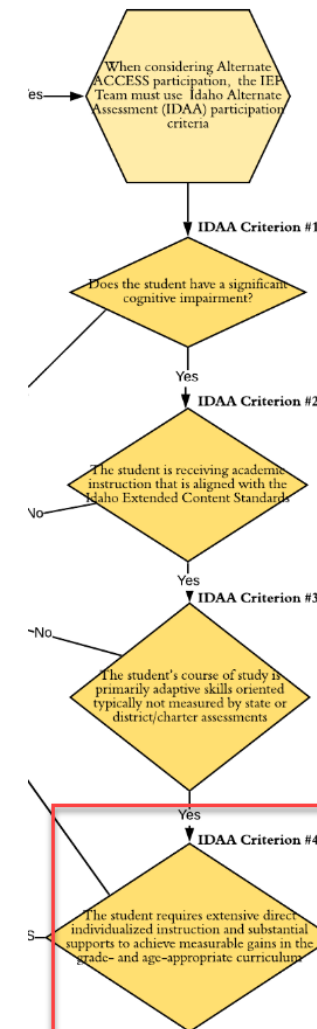 When considering Alternate
ACCESS participation, the IEP
Team must use Idaho Alternate
Assessment (IDAA) participation
criteria
es
IDAA Criterion #1
Does the student have a significant
cognitive impairment?
Yes
IDAA Criterion #2
The student is receiving academic
instruction that is aligned with the
Idaho Extended Content Standards
No
Yes
IDAA Criterion #3
No
The student's course of study is
primarily adaptive skills oriented
typically not measured by state or
district/charter assessments
Yes
IDAA Criterion #4
The student requires extensive direct
individualized instruction and substantial
supports to achieve measurable gains in the
grade- and age-appropriate curriculum
S